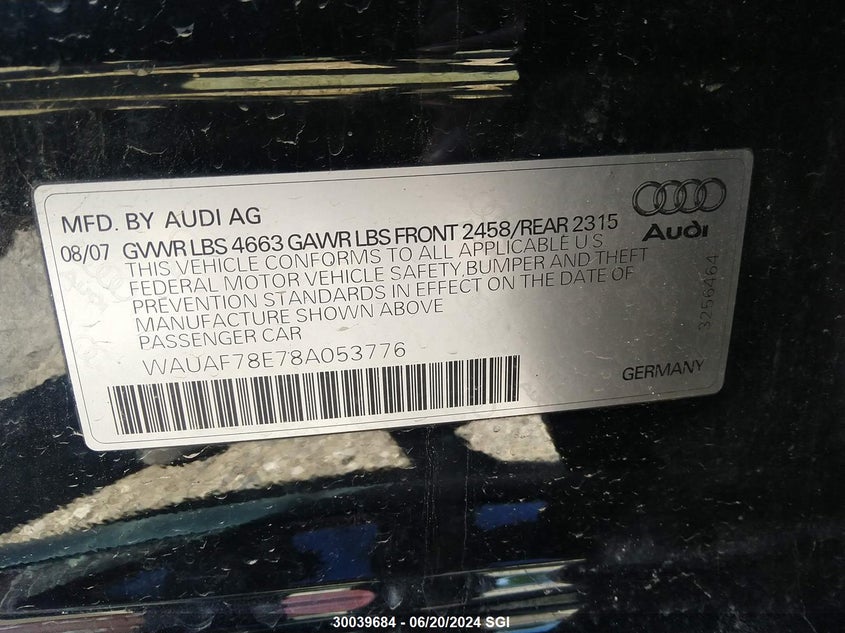 MFD. BY AUDI AG
08/07 GVWR LBS 4663 GAWR LBS FRONT 2458/REAR 2315
THIS VEHICLE CONFORMS TO ALL APPLICABLE U S
FEDERAL MOTOR VEHICLE SAFETY,BUMPER AND THEFT
PREVENTION STANDARDS IN EFFECT ON THE DATE OF
MANUFACTURE SHOWN ABOVE
PASSENGER CAR
WAUAF78E78A053776
Audi
3256464
GERMANY
30039684 - 06/20/2024 SGI